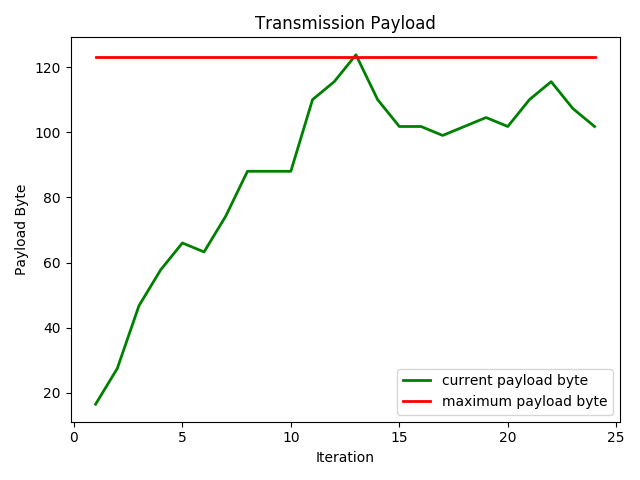 Transmission Payload
120
100
80
60
40
20
Payload Byte
0
5
10
15
20
25
Iteration
current payload byte
maximum payload byte